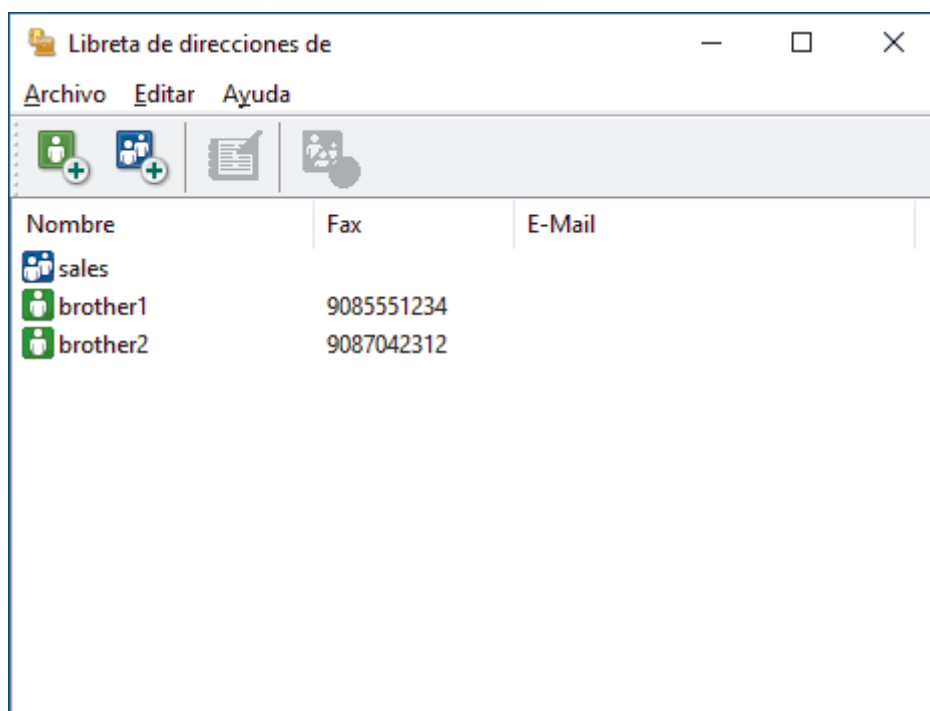 Libreta de direcciones de
Archivo Editar Ayuda
Nombre Fax E-Mail
sales
brother1 9085551234
brother2 9087042312